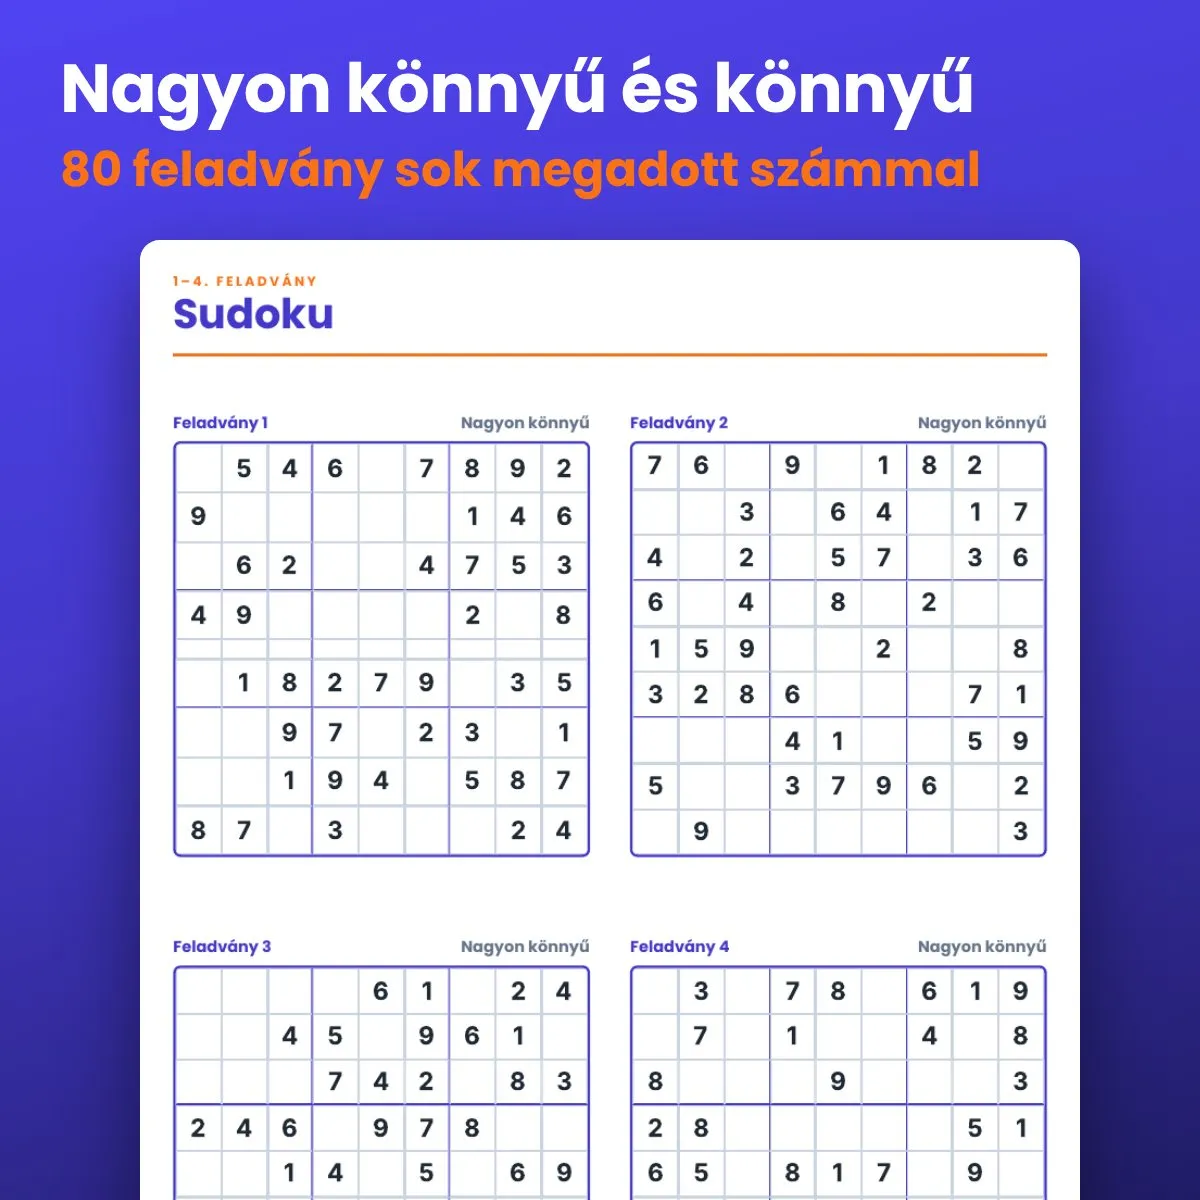 Nagyon könnyű és könnyű
80 feladvány sok megadott számmal
1–4. FELADVÁNY
Sudoku
Feladvány 1 Nagyon könnyű
5 4 6 7 8 9 2
9 1 4 6
6 2 4 7 5 3
4 9 2 8
1 8 2 7 9 3 5
9 7 2 3 1
1 9 4 5 8 7
8 7 3 2 4
Feladvány 2 Nagyon könnyű
7 6 9 1 8 2
3 6 4 1 7
4 2 5 7 3 6
6 4 8 2
1 5 9 2 8
3 2 8 6 7 1
4 1 5 9
5 3 7 9 6 2
9 3
Feladvány 3 Nagyon könnyű
6 1 2 4
4 5 9 6 1
7 4 2 8 3
2 4 6 9 7 8
1 4 5 6 9
Feladvány 4 Nagyon könnyű
3 7 8 6 1 9
7 1 4 8
8 9 3
2 8 5 1
6 5 8 1 7 9